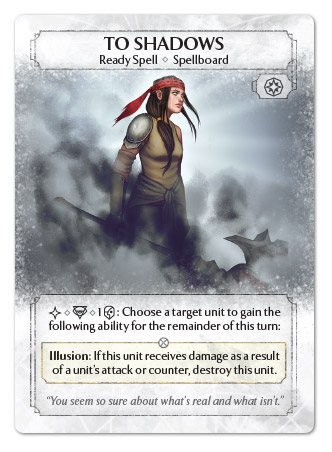 TO SHADOWS
Ready Spell ⋄ Spellboard
⋄ ⋄ 1 : Choose a target unit to gain the
following ability for the remainder of this turn:
Illusion: If this unit receives damage as a result
of a unit's attack or counter, destroy this unit.
"You seem so sure about what's real and what isn't."